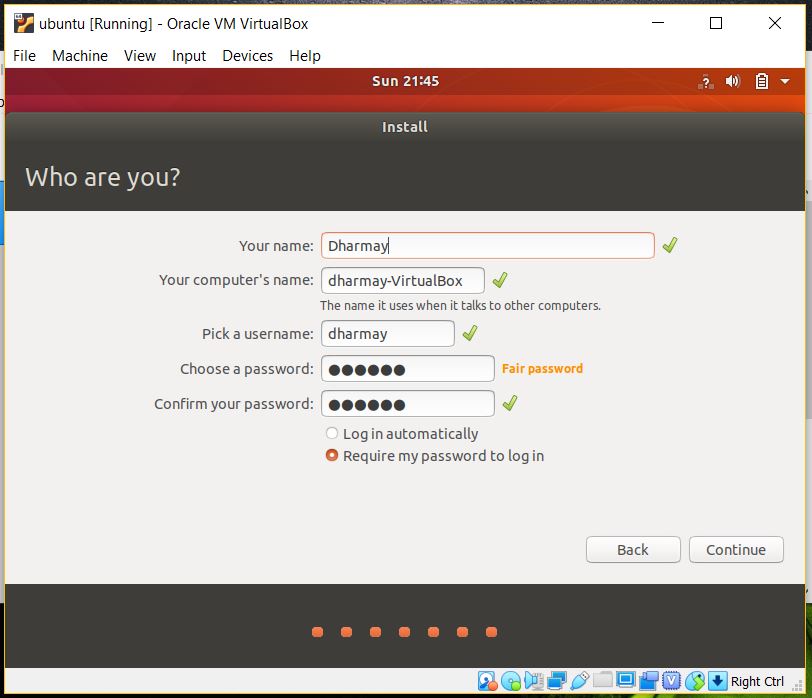 ubuntu [Running] - Oracle VM VirtualBox
File Machine View Input Devices Help
Sun 21:45
?
Install
Who are you?
Your name: Dharmay
Your computer's name: dharmay-VirtualBox
The name it uses when it talks to other computers.
Pick a username: dharmay
Choose a password: ●●●●●● Fair password
Confirm your password: ●●●●●●
Log in automatically
Require my password to log in
Back Continue
V Right Ctrl